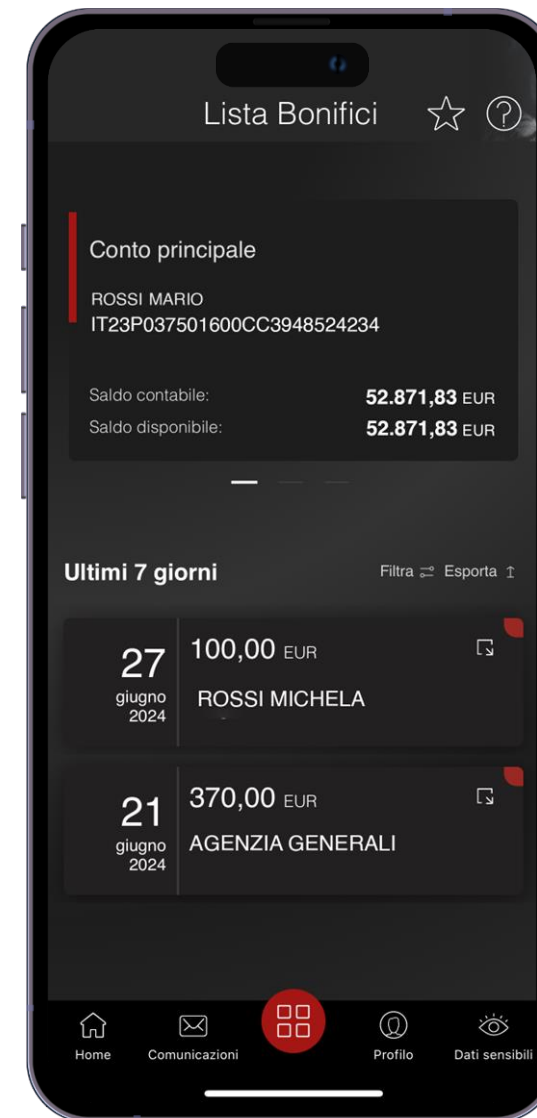 Lista Bonifici
Conto principale
ROSSI MARIO
IT23P037501600CC3948524234
Saldo contabile: 52.871,83 EUR
Saldo disponibile: 52.871,83 EUR
Ultimi 7 giorni Filtra Esporta
27 giugno 2024
100,00 EUR
ROSSI MICHELA
21 giugno 2024
370,00 EUR
AGENZIA GENERALI
Home Comunicazioni Profilo Dati sensibili